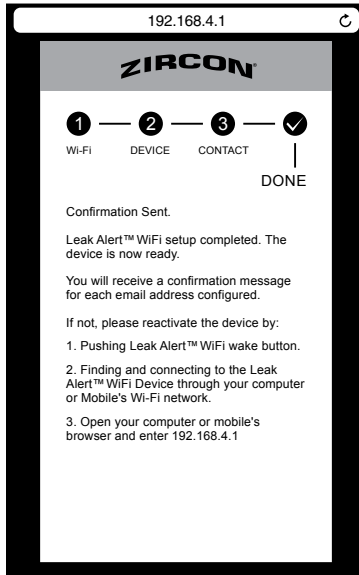 192.168.4.1
ZIRCON®
1 2 3
Wi-Fi DEVICE CONTACT
DONE
Confirmation Sent.
Leak Alert™ WiFi setup completed. The
device is now ready.
You will receive a confirmation message
for each email address configured.
If not, please reactivate the device by:
1. Pushing Leak Alert™ WiFi wake button.
2. Finding and connecting to the Leak
Alert™ WiFi Device through your computer
or Mobile's Wi-Fi network.
3. Open your computer or mobile's
browser and enter 192.168.4.1